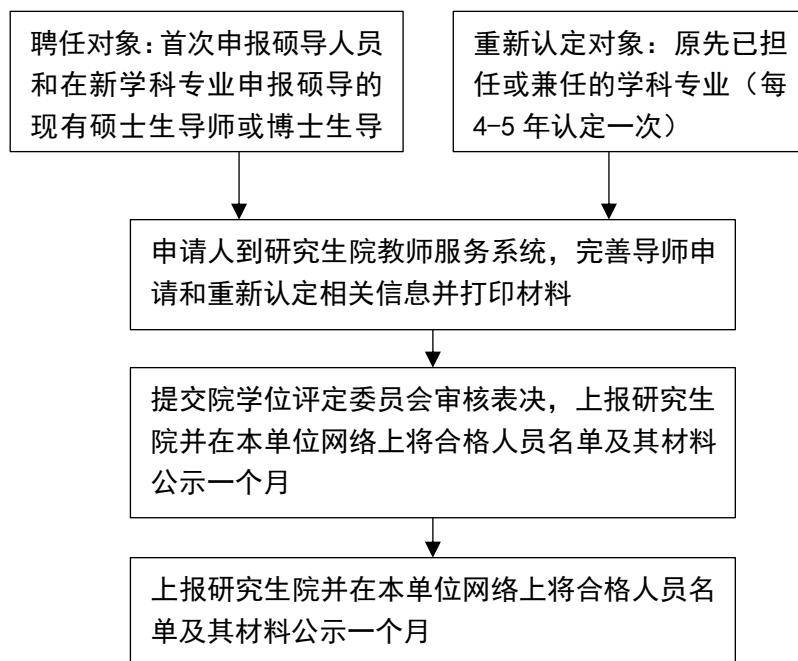 聘任对象：首次申报硕导人员
和在新学科专业申报硕导的
现有硕士生导师或博士生导
重新认定对象：原先已担
任或兼任的学科专业（每
4-5 年认定一次）
申请人到研究生院教师服务系统，完善导师申
请和重新认定相关信息并打印材料
提交院学位评定委员会审核表决，上报研究生
院并在本单位网络上将合格人员名单及其材料
公示一个月
上报研究生院并在本单位网络上将合格人员名
单及其材料公示一个月